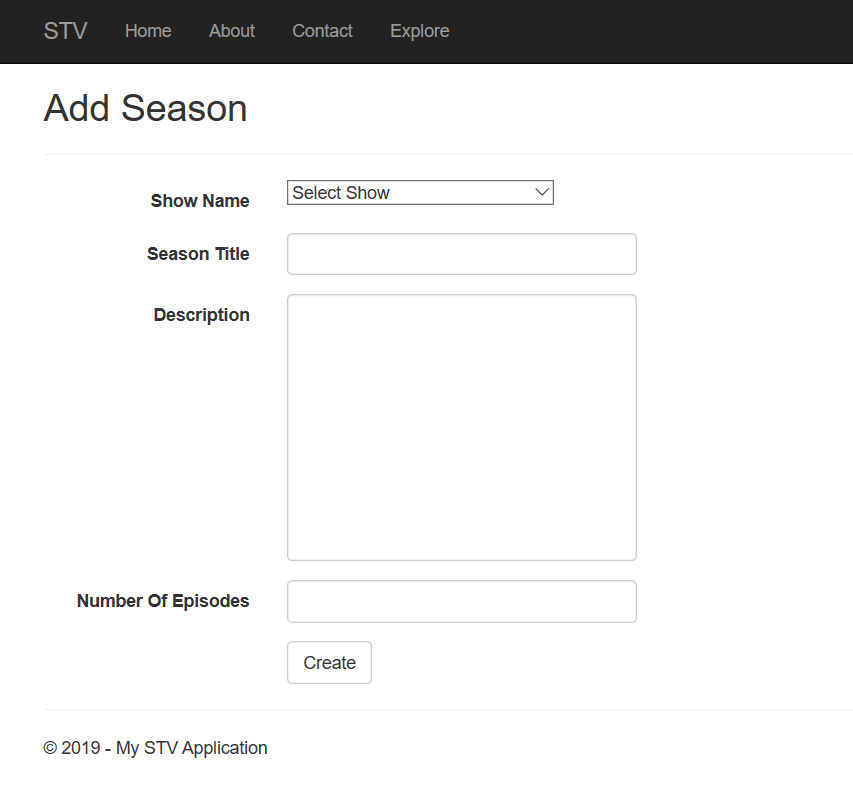 STV Home About Contact Explore
Add Season
Show Name Select Show
Season Title
Description
Number Of Episodes
Create
© 2019 - My STV Application